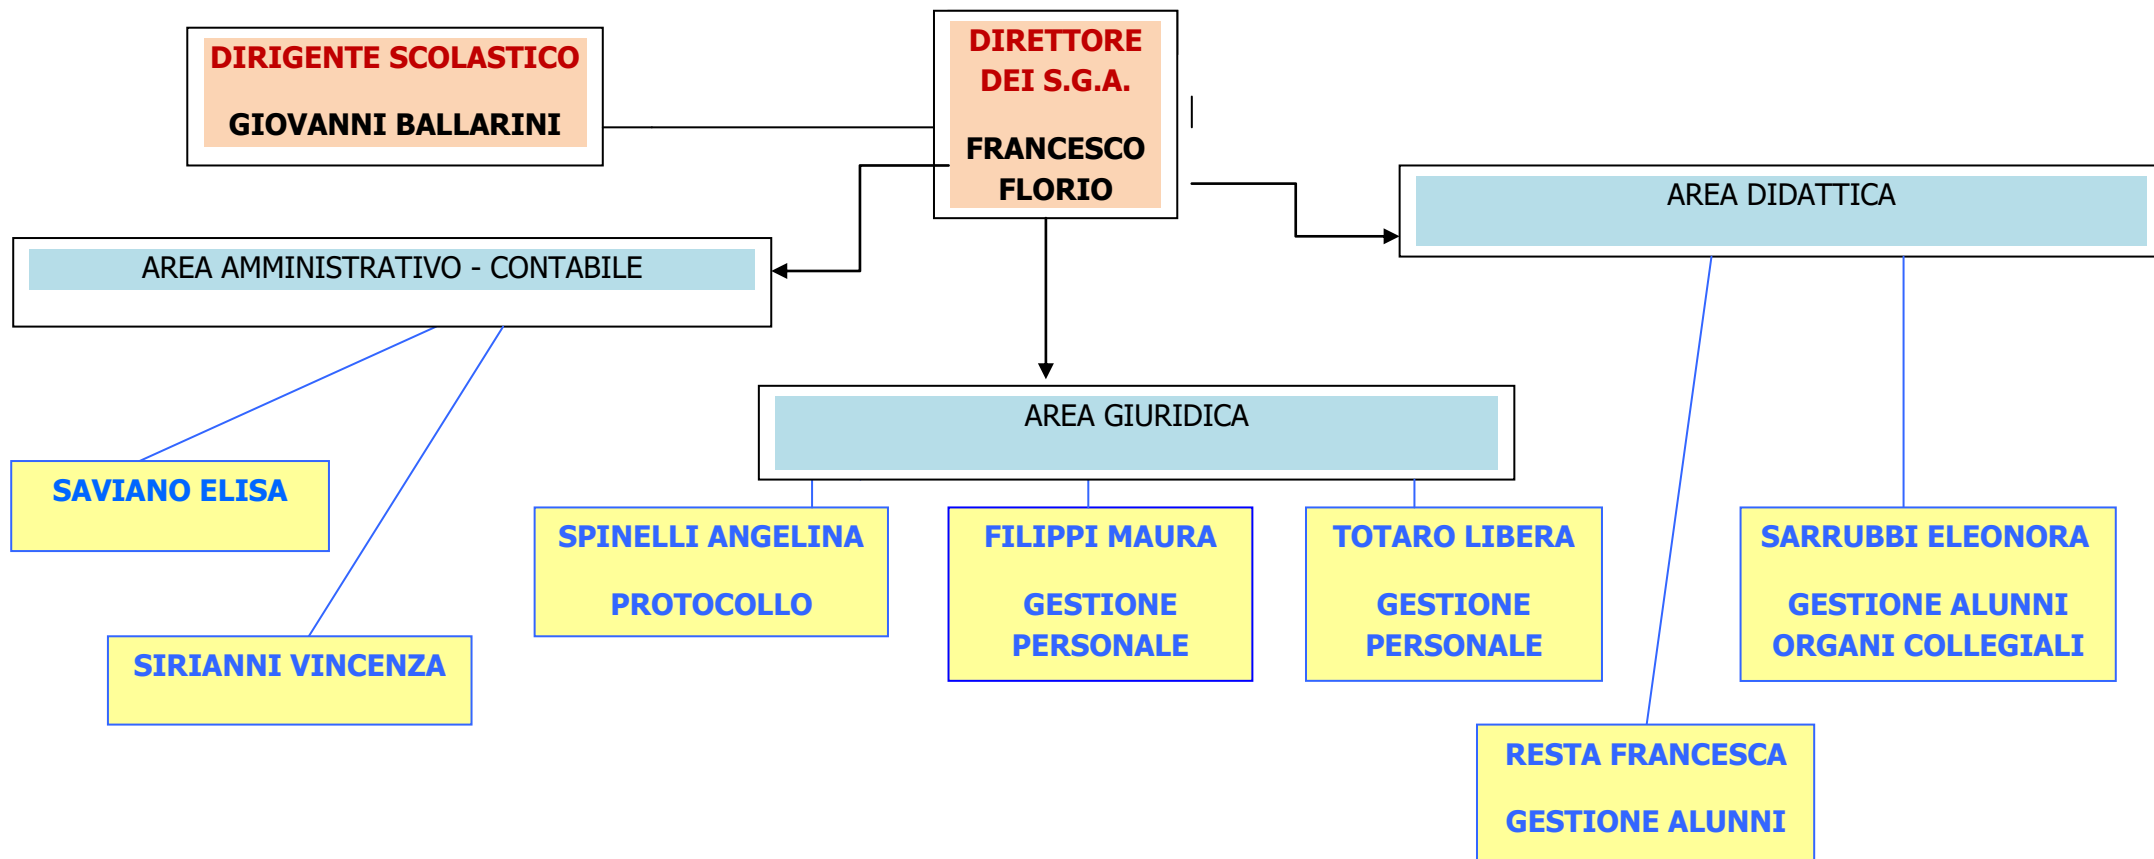 DIRIGENTE SCOLASTICO
GIOVANNI BALLARINI
DIRETTORE
DEI S.G.A.
FRANCESCO
FLORIO
AREA DIDATTICA
AREA AMMINISTRATIVO - CONTABILE
AREA GIURIDICA
SAVIANO ELISA
SIRIANNI VINCENZA
SPINELLI ANGELINA
PROTOCOLLO
FILIPPI MAURA
GESTIONE
PERSONALE
TOTARO LIBERA
GESTIONE
PERSONALE
SARRUBBI ELEONORA
GESTIONE ALUNNI
ORGANI COLLEGIALI
RESTA FRANCESCA
GESTIONE ALUNNI